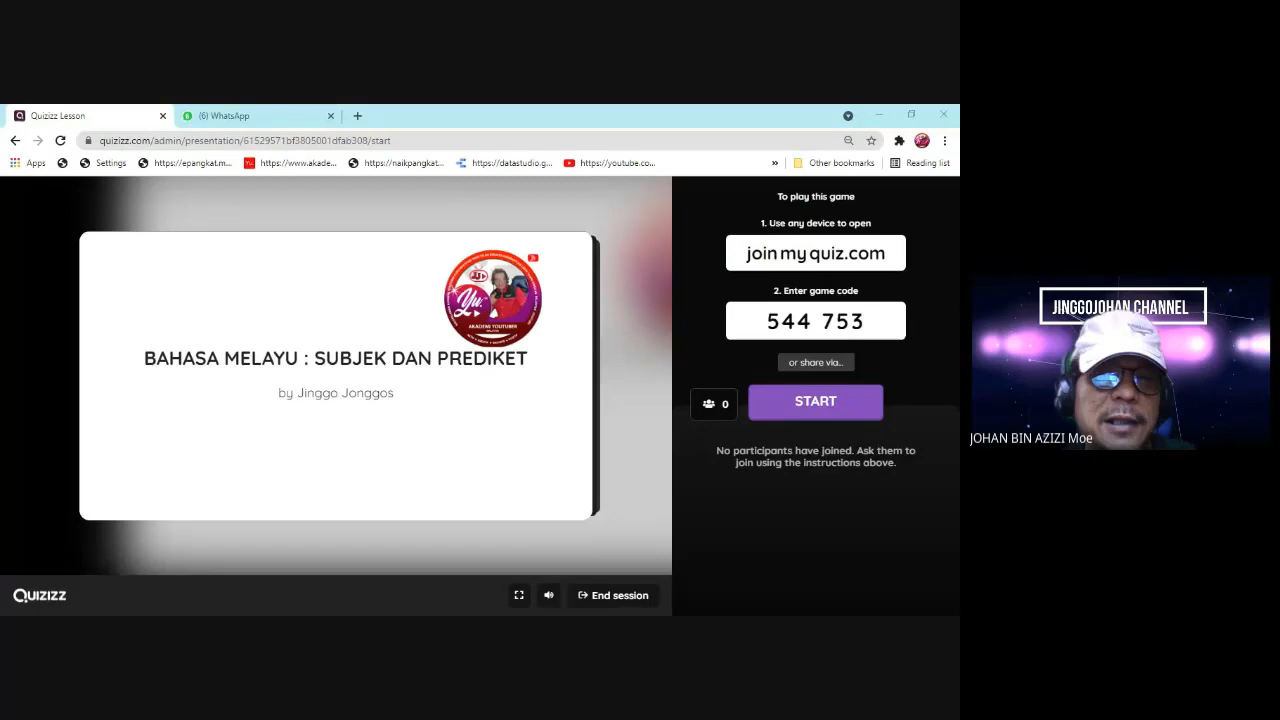 Quizizz Lesson
(6) WhatsApp
quizizz.com/admin/presentation/61529571bf3805001dfab308/start
Apps
Settings
https://epangkat.m...
https://www.akade...
https://naikpangkat...
https://datastudio.g...
https://youtube.co...
»
Other bookmarks
Reading list
AKADEMI YOUTUBER
BAHASA MELAYU : SUBJEK DAN PREDIKET
by Jinggo Jonggos
To play this game
1. Use any device to open
joinmyquiz.com
2. Enter game code
544 753
or share via...
0
START
No participants have joined. Ask them to
join using the instructions above.
Quizizz
End session
JINGGOJOHAN CHANNEL
JOHAN BIN AZIZI Moe